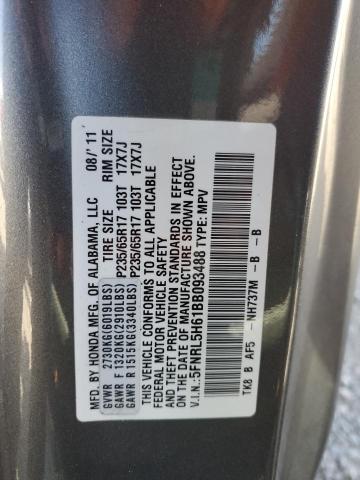 MFD. BY HONDA MFG. OF ALABAMA, LLC 08/'11
GVWR 2730KG(6019LBS) TIRE SIZE RIM SIZE
GAWR F 1320KG(2910LBS) P235/65R17 103T 17X7J
GAWR R 1515KG(3340LBS) P235/65R17 103T 17X7J
THIS VEHICLE CONFORMS TO ALL APPLICABLE
FEDERAL MOTOR VEHICLE SAFETY
AND THEFT PREVENTION STANDARDS IN EFFECT
ON THE DATE OF MANUFACTURE SHOWN ABOVE.
V.I.N.: 5FNRL5H61BB093488 TYPE: MPV
TK8 B AF5 - NH737M - B - B